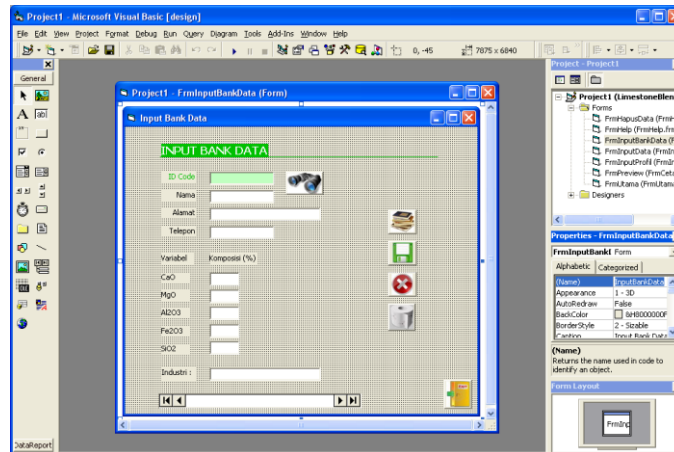 Project1 - Microsoft Visual Basic [design]
File Edit View Project Format Debug Run Query Diagram Tools Add-Ins Window Help
0, -45
7875 x 6840
General
DataReport
Project1 - FrmInputBankData (Form)
Input Bank Data
INPUT BANK DATA
ID Code
Nama
Alamat
Telepon
Variabel Komposisi (%)
CaO
MgO
Al2O3
Fe2O3
SiO2
Industri :
Project - Project1
Project1 (LimestoneBlen
Forms
FrmHapusData (FrmH
FrmHelp (FrmHelp.frm
FrmInputBankData (F
FrmInputData (FrmIn
FrmInputProfil (FrmIn
FrmPreview (FrmCeta
FrmUtama (FrmUtama
Designers
Properties - FrmInputBankData
FrmInputBankD Form
Alphabetic Categorized
(Name) InputBankData
Appearance 1 - 3D
AutoRedraw False
BackColor &H8000000F
BorderStyle 2 - Sizable
Caption Input Bank Data
(Name)
Returns the name used in code to
identify an object.
Form Layout
FrmInp